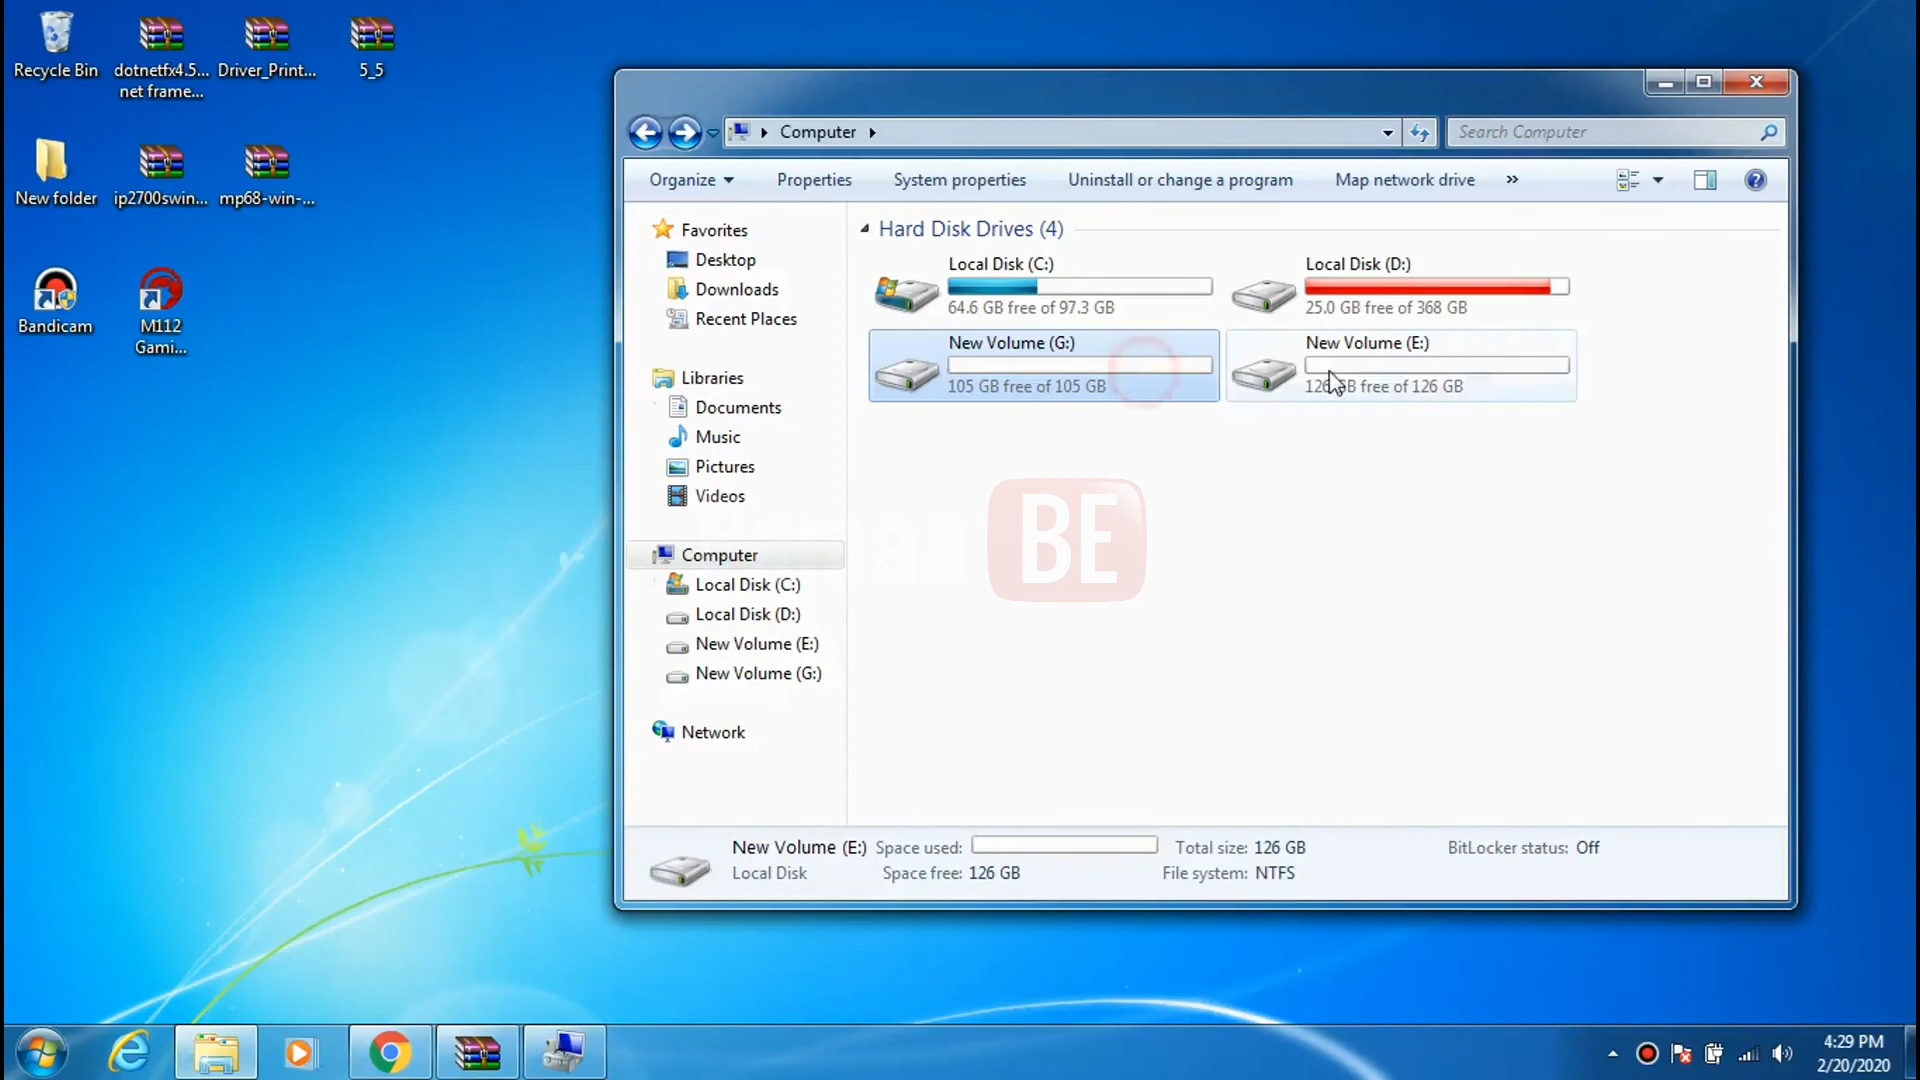 Recycle Bin
dotnetfx4.5...
net frame...
Driver_Print...
5_5
New folder
ip2700swin...
mp68-win-...
Bandicam
M112
Gami...
Computer
Search Computer
Organize
Properties
System properties
Uninstall or change a program
Map network drive
»
Favorites
Desktop
Downloads
Recent Places
Libraries
Documents
Music
Pictures
Videos
Computer
Local Disk (C:)
Local Disk (D:)
New Volume (E:)
New Volume (G:)
Network
Hard Disk Drives (4)
Local Disk (C:)
64.6 GB free of 97.3 GB
Local Disk (D:)
25.0 GB free of 368 GB
New Volume (G:)
105 GB free of 105 GB
New Volume (E:)
126 GB free of 126 GB
BE
New Volume (E:) Space used: Total size: 126 GB BitLocker status: Off
Local Disk Space free: 126 GB File system: NTFS
4:29 PM
2/20/2020